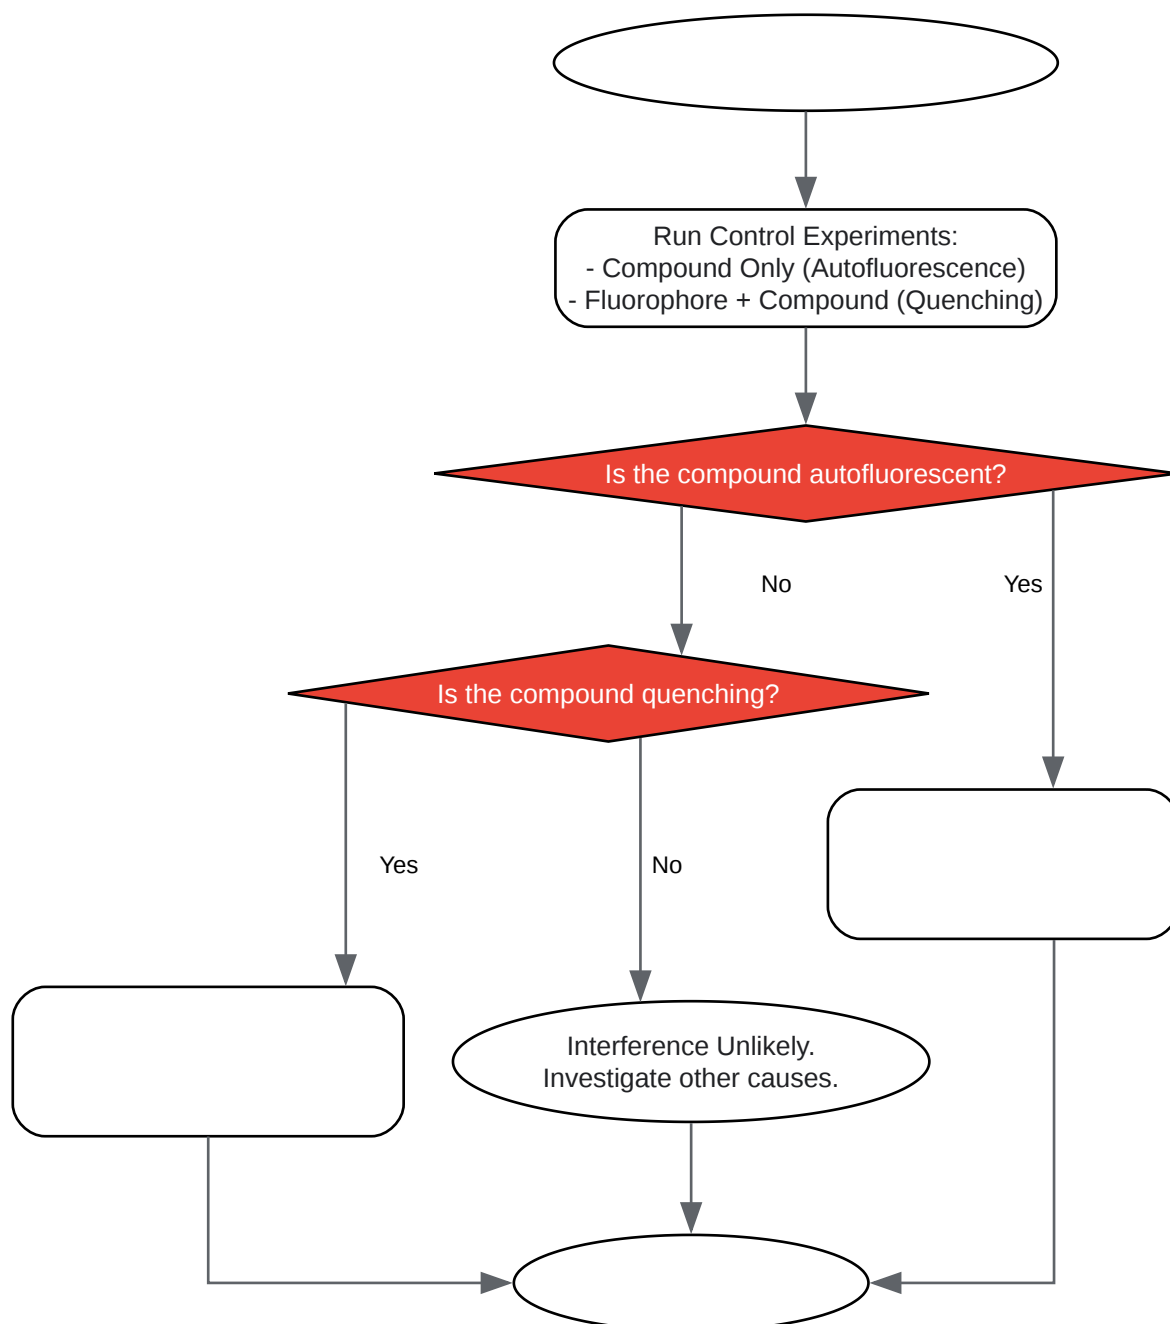 Run Control Experiments:
- Compound Only (Autofluorescence)
- Fluorophore + Compound (Quenching)
Is the compound autofluorescent?
No
Yes
Is the compound quenching?
Yes
No
Interference Unlikely.
Investigate other causes.